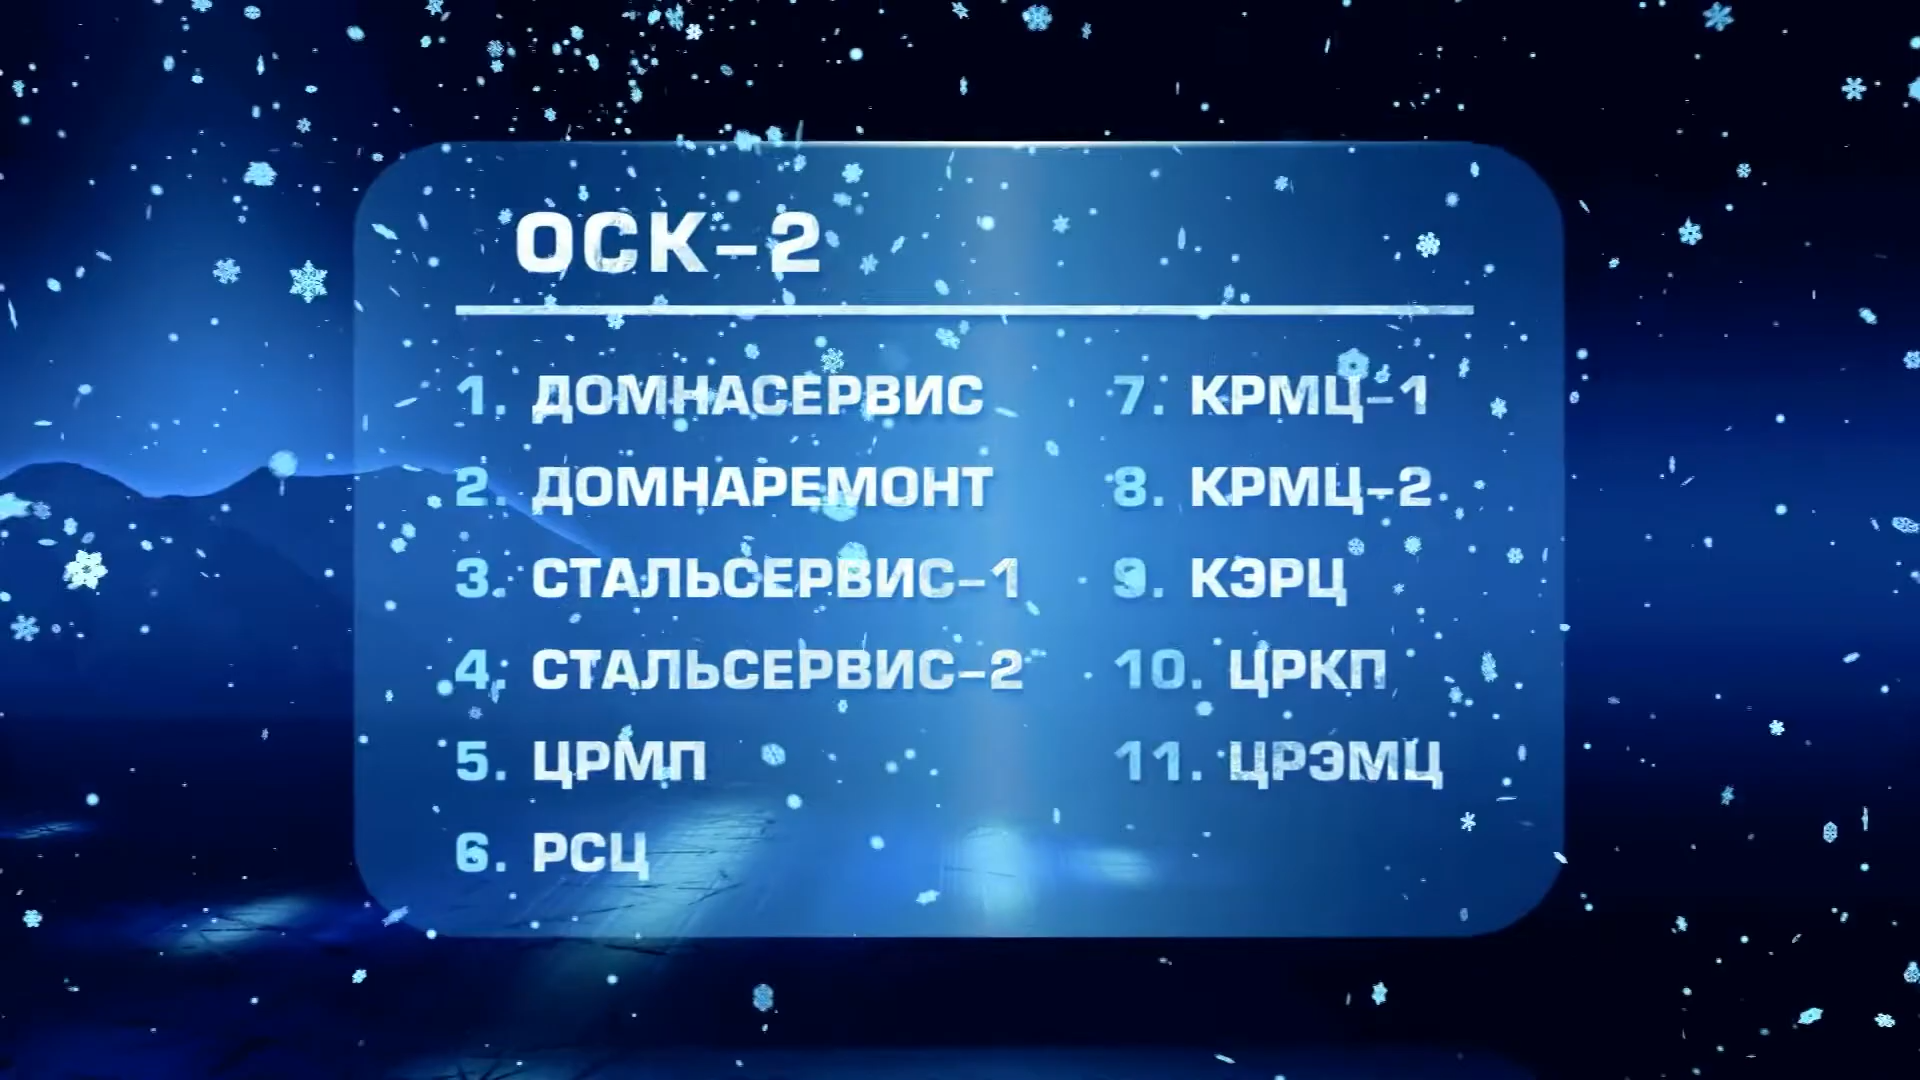 ОСК-2
1. ДОМНАСЕРВИС
2. ДОМНАРЕМОНТ
3. СТАЛЬСЕРВИС-1
4. СТАЛЬСЕРВИС-2
5. ЦРМП
6. РСЦ
7. КРМЦ-1
8. КРМЦ-2
9. КЭРЦ
10. ЦРКП
11. ЦРЭМЦ